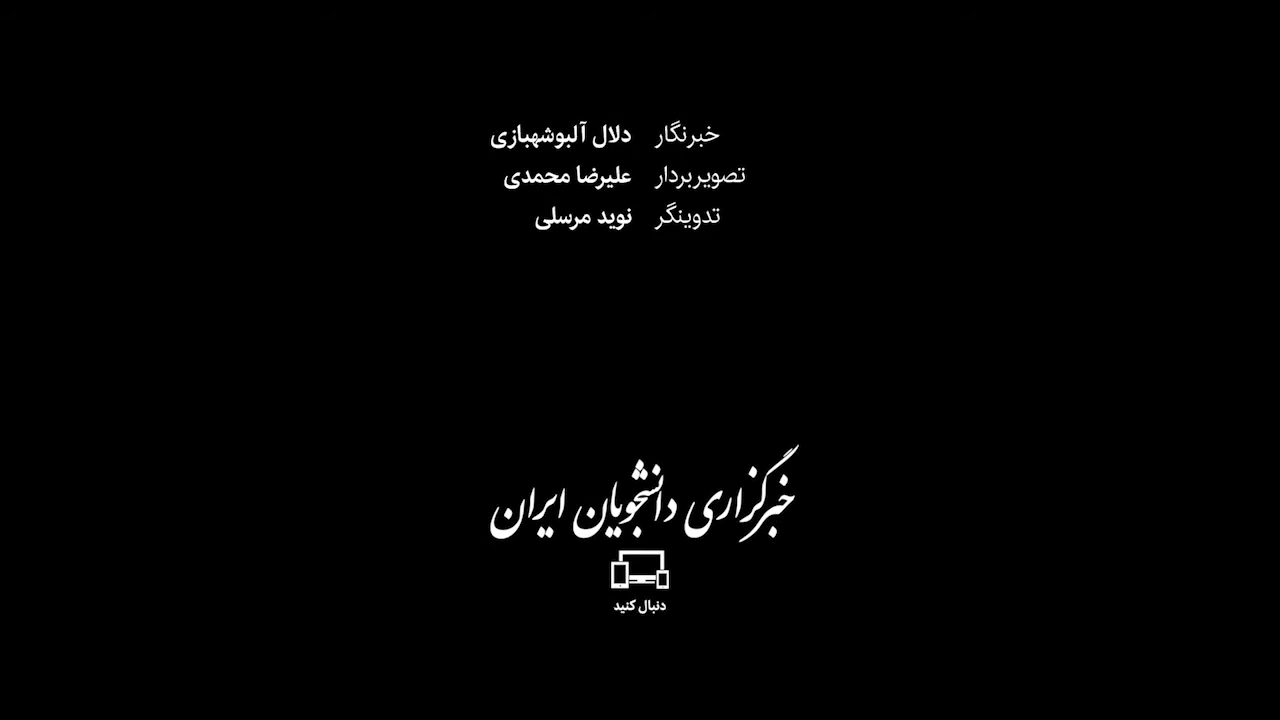 خبرنگار دلال آلبوشهبازی
تصویربردار علیرضا محمدی
تدوینگر نوید مرسلی
خبرگزاری دانشجویان ایران
دنبال کنید